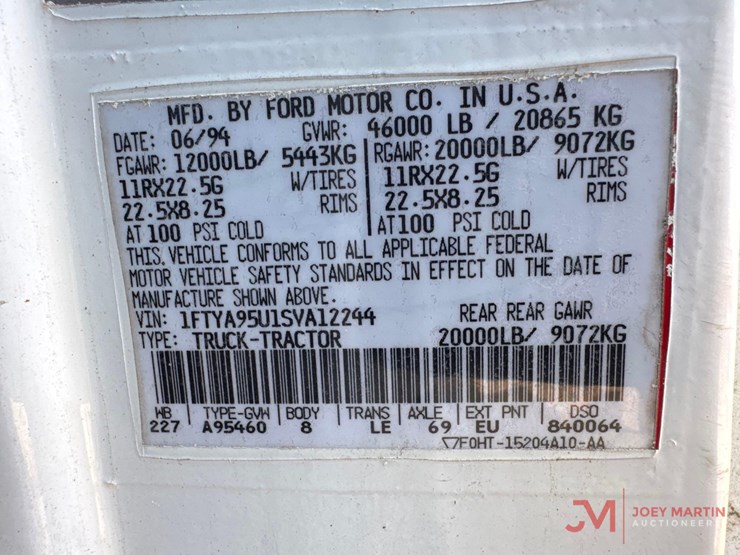 MFD. BY FORD MOTOR CO. IN U.S.A.
DATE: 06/94 GVWR: 46000 LB / 20865 KG
FGAWR: 12000LB/ 5443KG RGAWR: 20000LB/ 9072KG
11RX22.5G W/TIRES 11RX22.5G W/TIRES
22.5X8.25 RIMS 22.5X8.25 RIMS
AT 100 PSI COLD AT 100 PSI COLD
THIS VEHICLE CONFORMS TO ALL APPLICABLE FEDERAL
MOTOR VEHICLE SAFETY STANDARDS IN EFFECT ON THE DATE OF
MANUFACTURE SHOWN ABOVE.
VIN: 1FTYA95U1SVA12244 REAR REAR GAWR
TYPE: TRUCK-TRACTOR 20000LB/ 9072KG
WB TYPE-GVW BODY TRANS AXLE EXT PNT DSO
227 A95460 8 LE 69 EU 840064
F0HT-15204A10-AA
JM JOEY MARTIN
AUCTIONEERS